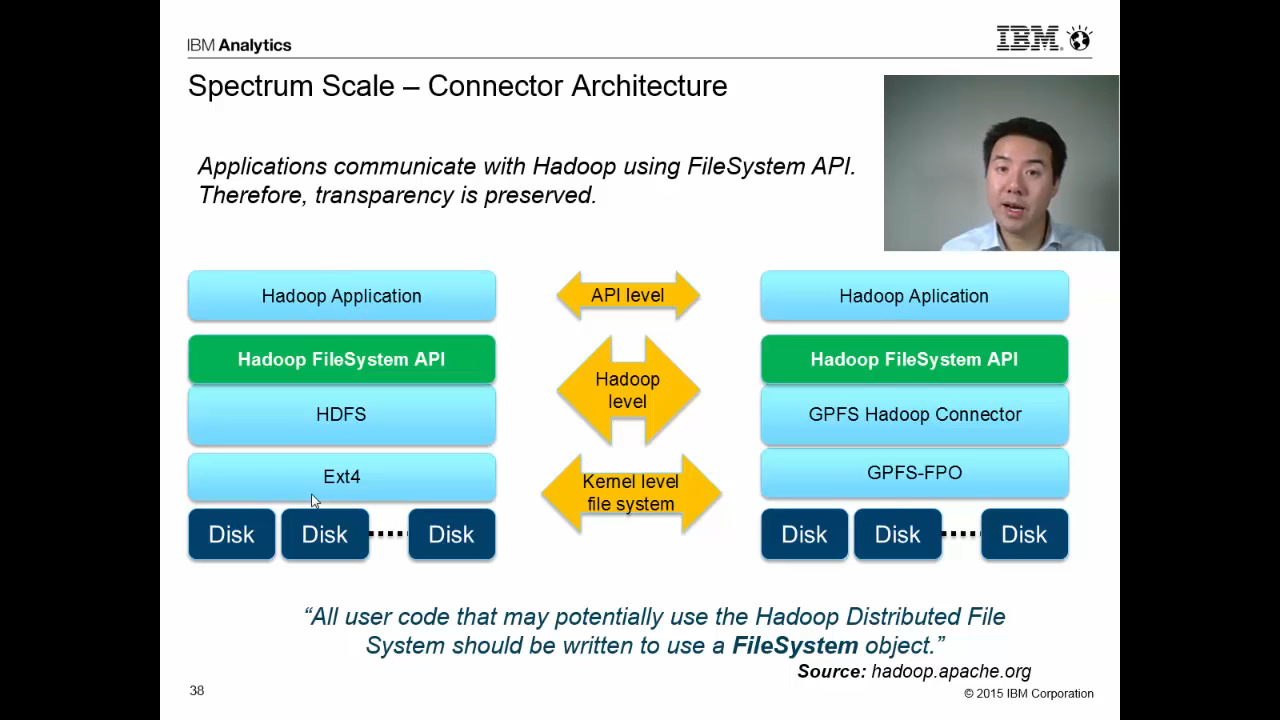 IBM Analytics
IBM
Spectrum Scale – Connector Architecture
Applications communicate with Hadoop using FileSystem API.
Therefore, transparency is preserved.
Hadoop Application
API level
Hadoop Aplication
Hadoop FileSystem API
Hadoop
level
Hadoop FileSystem API
HDFS
GPFS Hadoop Connector
Ext4
Kernel level
file system
GPFS-FPO
Disk
Disk
Disk
Disk
Disk
Disk
“All user code that may potentially use the Hadoop Distributed File
System should be written to use a FileSystem object.”
Source: hadoop.apache.org
38
© 2015 IBM Corporation